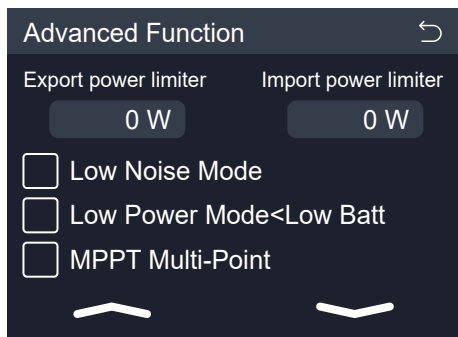 Advanced Function
Export power limiter Import power limiter
0 W 0 W
Low Noise Mode
Low Power Mode<Low Batt
MPPT Multi-Point